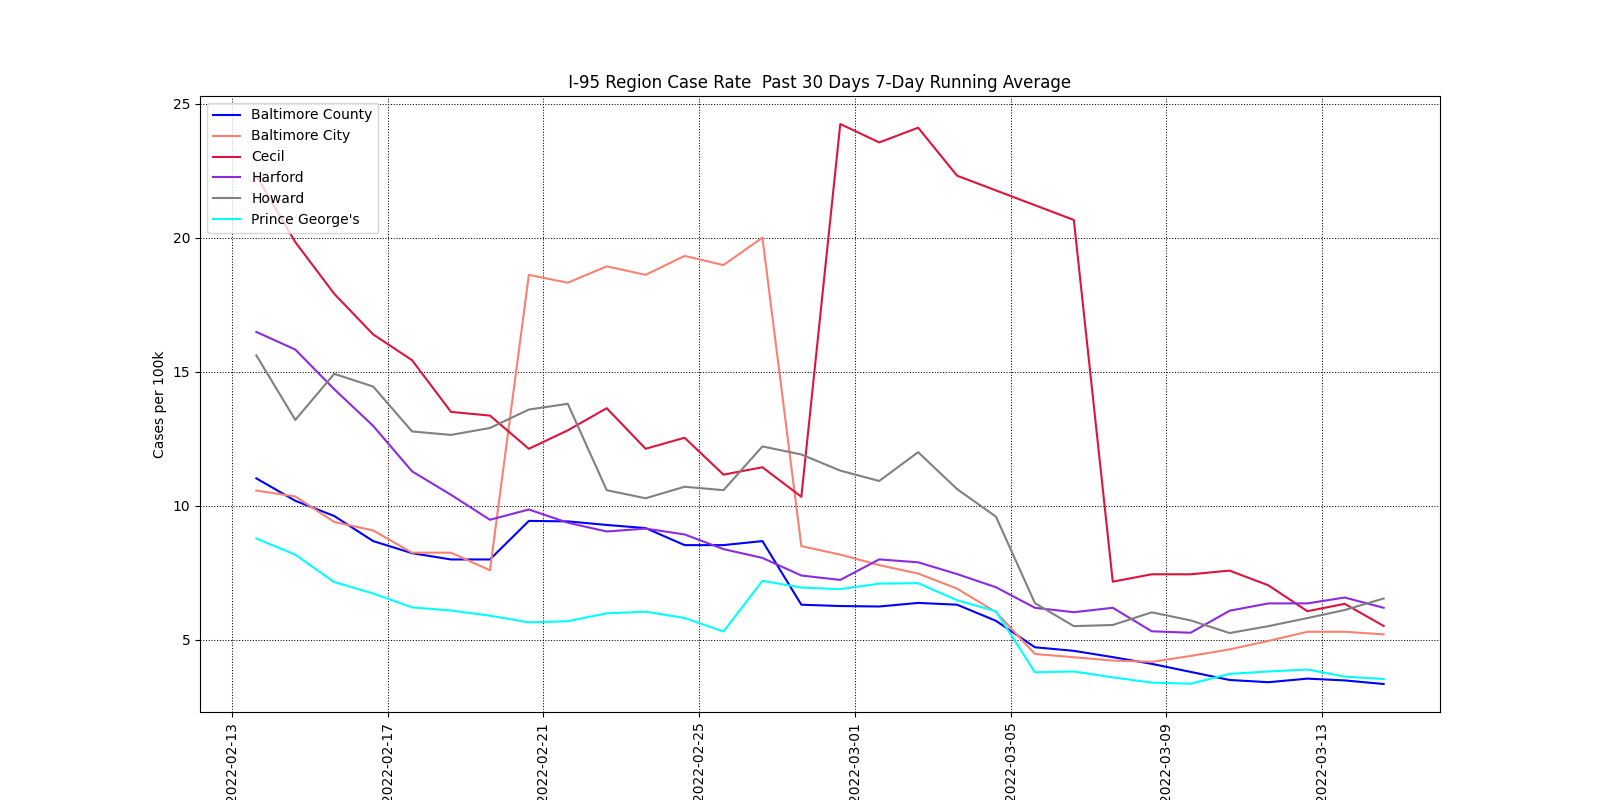 I-95 Region Case Rate  Past 30 Days 7-Day Running Average
25
20
15
10
5
Cases per 100k
Baltimore County
Baltimore City
Cecil
Harford
Howard
Prince George's
2022-02-13
2022-02-17
2022-02-21
2022-02-25
2022-03-01
2022-03-05
2022-03-09
2022-03-13